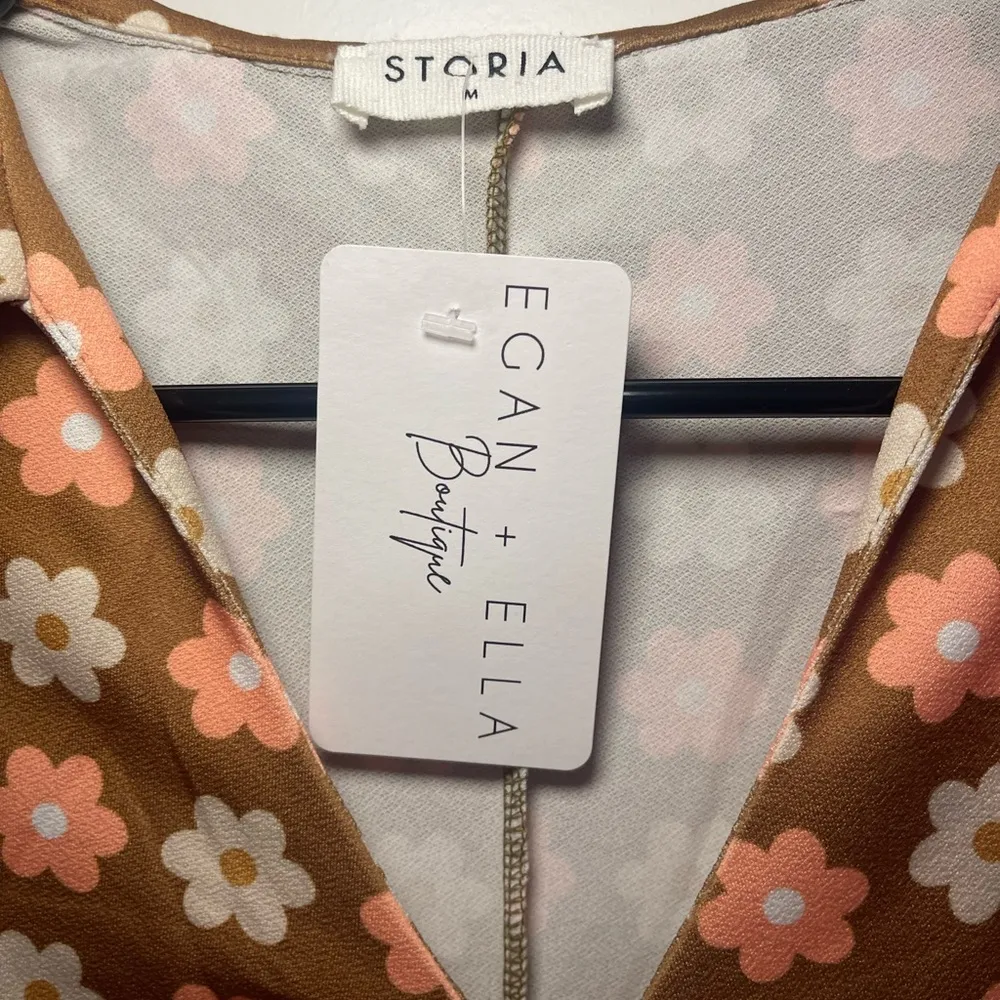 STORIA
M
EGAN + ELLA
Boutique